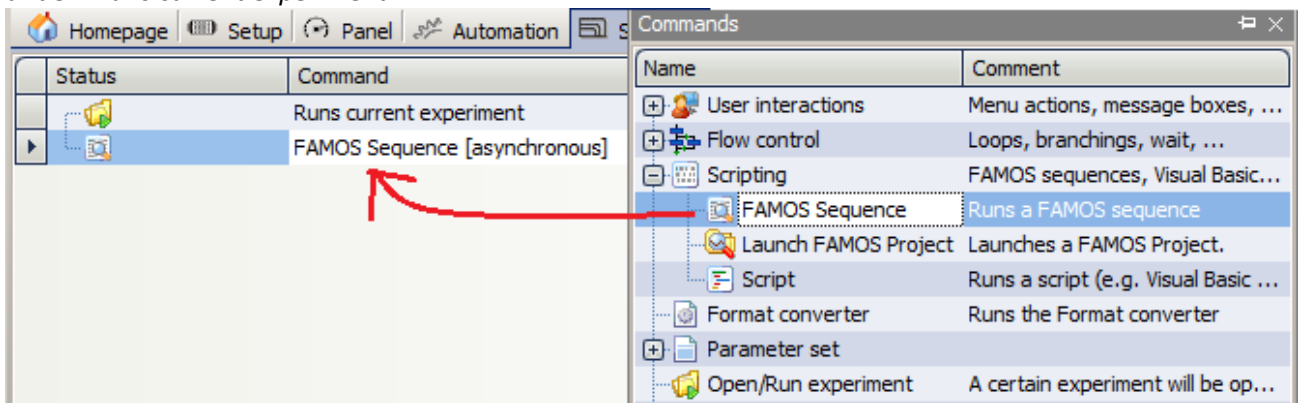 Homepage Setup Panel Automation S
Status Command
Runs current experiment
FAMOS Sequence [asynchronous]
Commands
Name Comment
User interactions Menu actions, message boxes, ...
Flow control Loops, branchings, wait, ...
Scripting FAMOS sequences, Visual Basic...
FAMOS Sequence Runs a FAMOS sequence
Launch FAMOS Project Launches a FAMOS Project.
Script Runs a script (e.g. Visual Basic ...
Format converter Runs the Format converter
Parameter set
Open/Run experiment A certain experiment will be op...